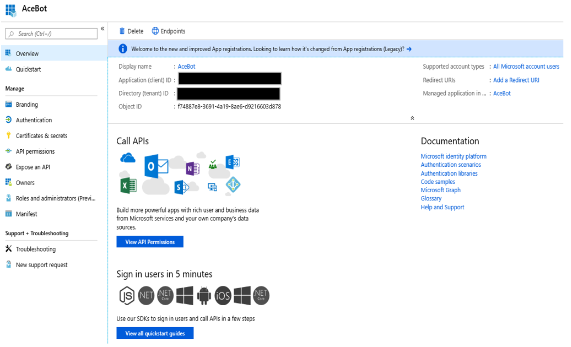 AceBot
Search (Ctrl+/)
«
Overview
Quickstart
Manage
Branding
Authentication
Certificates & secrets
API permissions
Expose an API
Owners
Roles and administrators (Previ...
Manifest
Support + Troubleshooting
Troubleshooting
New support request
Delete Endpoints
Welcome to the new and improved App registrations. Looking to learn how it's changed from App registrations (Legacy)? →
Display name : AceBot
Application (client) ID :
Directory (tenant) ID :
Object ID : f74887e8-3691-4a19-8ae6-c9216603d878
Supported account types : All Microsoft account users
Redirect URIs : Add a Redirect URI
Managed application in ... : AceBot
Call APIs
Build more powerful apps with rich user and business data
from Microsoft services and your own company's data
sources.
View API Permissions
Sign in users in 5 minutes
JS .NET .NET Core iOS .NET Core
Use our SDKs to sign in users and call APIs in a few steps
View all quickstart guides
Documentation
Microsoft identity platform
Authentication scenarios
Authentication libraries
Code samples
Microsoft Graph
Glossary
Help and Support